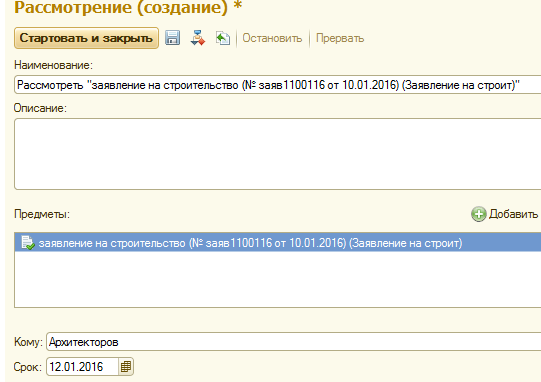 Рассмотрение (создание) *
Стартовать и закрыть Остановить Прервать
Наименование:
Рассмотреть "заявление на строительство (№ заяв1100116 от 10.01.2016) (Заявление на строит)"
Описание:
Предметы: Добавить
заявление на строительство (№ заяв1100116 от 10.01.2016) (Заявление на строит)
Кому: Архитекторов
Срок: 12.01.2016